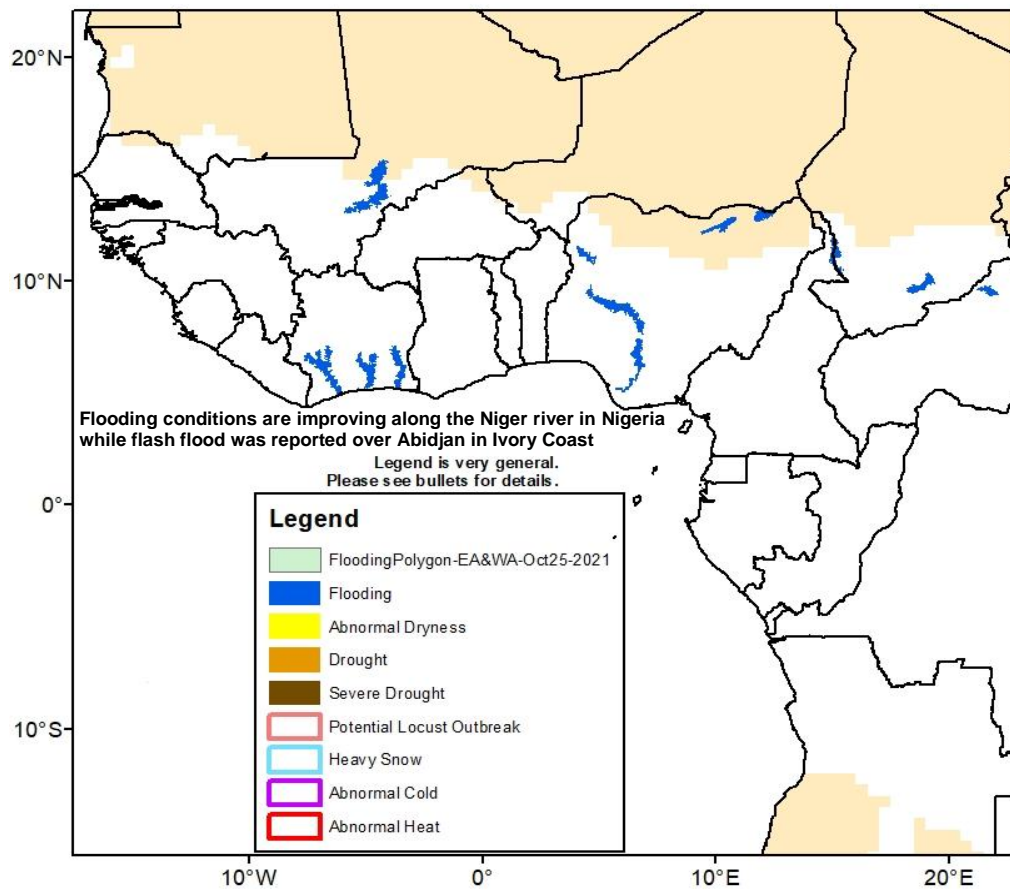 20°N
10°N
Flooding conditions are improving along the Niger river in Nigeria
while flash flood was reported over Abidjan in Ivory Coast
Legend is very general.
Please see bullets for details.
0°
Legend
FloodingPolygon-EA&WA-Oct25-2021
Flooding
Abnormal Dryness
Drought
Severe Drought
Potential Locust Outbreak
Heavy Snow
Abnormal Cold
Abnormal Heat
10°S
10°W 0° 10°E 20°E